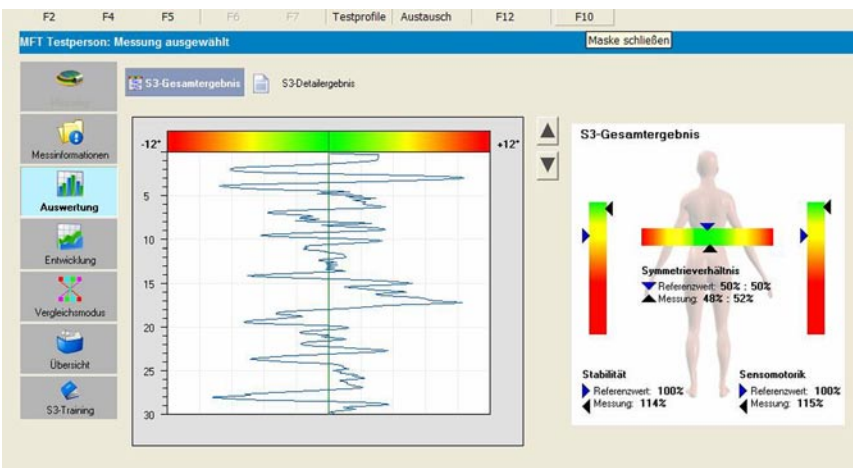 F2 F4 F5 F6 F7 Testprofile Austausch F12 F10
MFT Testperson: Messung ausgewählt
Maske schließen
S3-Gesamtergebnis
S3-Detailergebnis
Messinformationen
Auswertung
Entwicklung
Vergleichsmodus
Übersicht
S3-Training
-12°
+12°
5
10
15
20
25
30
S3-Gesamtergebnis
Symmetrieverhältnis
Referenzwert: 50% : 50%
Messung: 48% : 52%
Stabilität
Referenzwert: 100%
Messung: 114%
Sensomotorik
Referenzwert: 100%
Messung: 115%